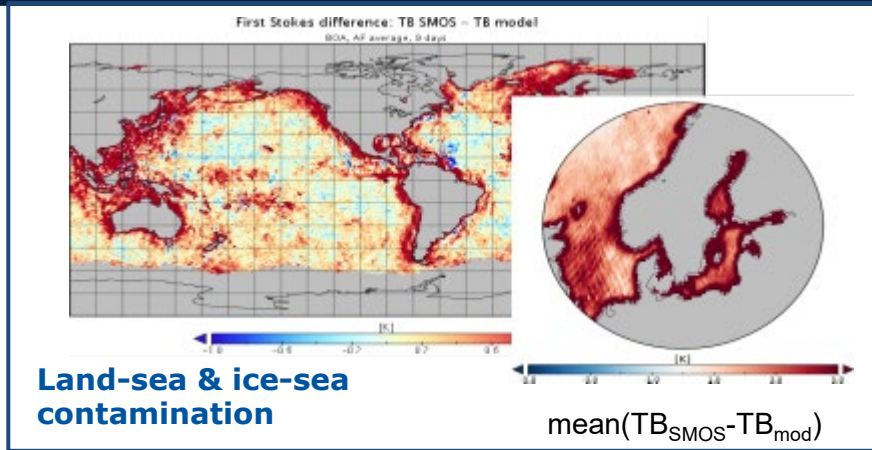 First Stokes difference: TB SMOS – TB model
BOA, AF average, 9 days
[K]
[K]
Land-sea & ice-sea
contamination
mean(TBSMOS-TBmod)